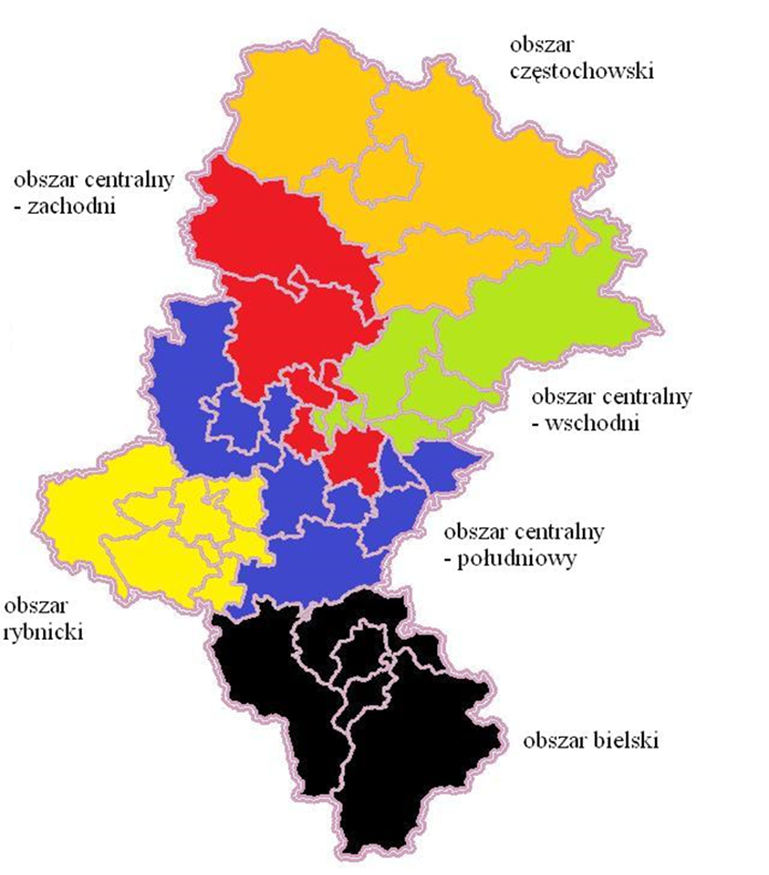 obszar
częstochowski
obszar centralny
- zachodni
obszar centralny
- wschodni
obszar centralny
- południowy
obszar
rybnicki
obszar bielski